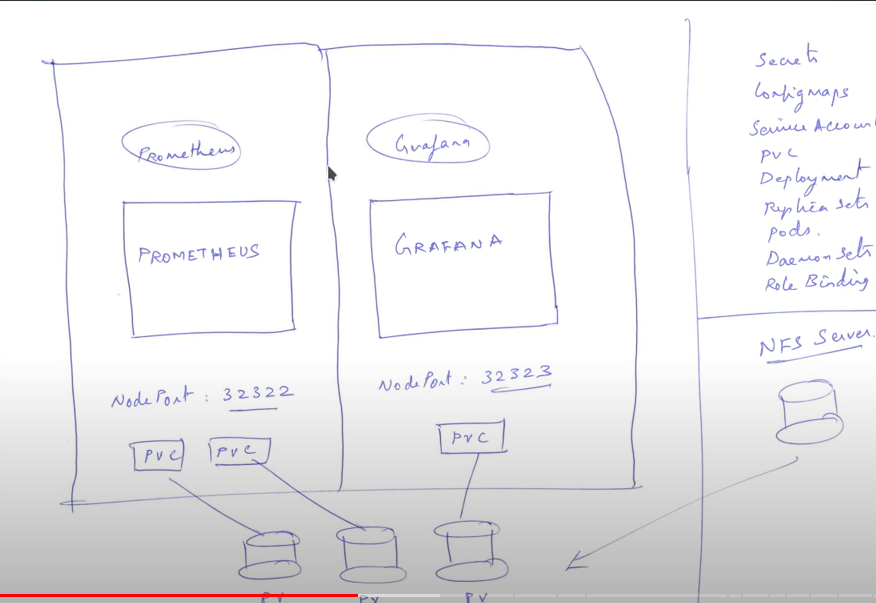 Prometheus
Grafana
PROMETHEUS
GRAFANA
NodePort : 32322
NodePort : 32323
PVC
PVC
PVC
PV
PV
PV
Secrets
Configmaps
Service Account
PVC
Deployment
Replica Sets
pods.
Daemon Sets
Role Binding
NFS Server.